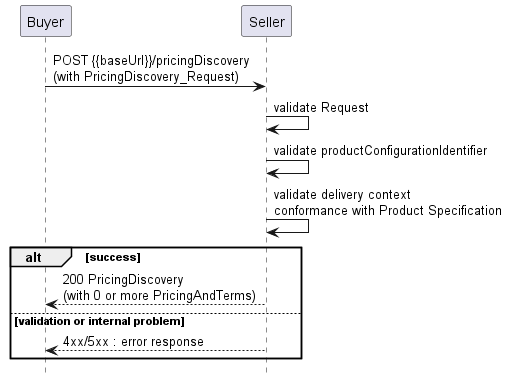 Buyer
Seller
POST {{baseUrl}}/pricingDiscovery
(with PricingDiscovery_Request)
validate Request
validate productConfigurationIdentifier
validate delivery context
conformance with Product Specification
alt [success]
200 PricingDiscovery
(with 0 or more PricingAndTerms)
[validation or internal problem]
4xx/5xx : error response